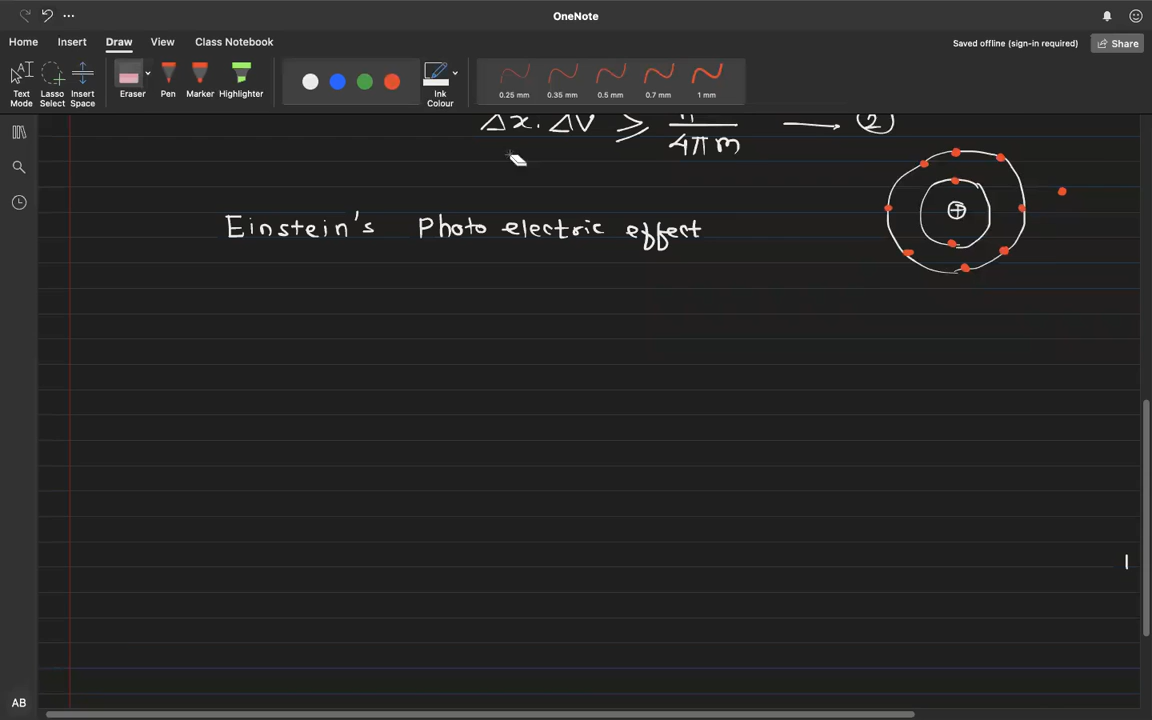 OneNote
Home Insert Draw View Class Notebook
Saved offline (sign-in required) Share
Text Mode Lasso Select Insert Space Eraser Pen Marker Highlighter Ink Colour 0.25 mm 0.35 mm 0.5 mm 0.7 mm 1 mm
Δx. ΔV ⩾ h/4πm ⟶ ②
Einstein's Photo electric effect
+
1
AB